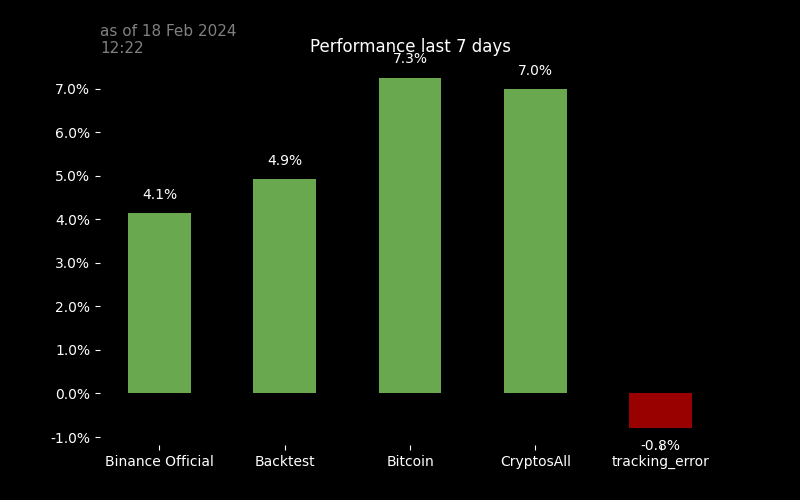 as of 18 Feb 2024
12:22
Performance last 7 days
7.3%
7.0%
4.9%
4.1%
-0.8%
7.0%
6.0%
5.0%
4.0%
3.0%
2.0%
1.0%
0.0%
-1.0%
Binance Official
Backtest
Bitcoin
CryptosAll
tracking_error